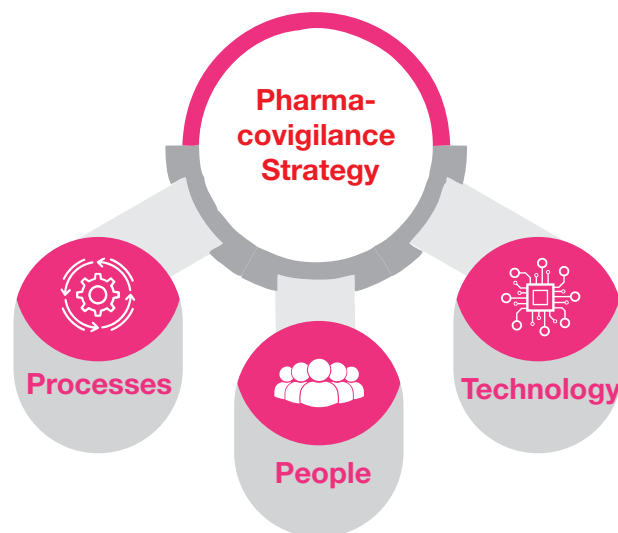 Pharma-
covigilance
Strategy
Processes
People
Technology